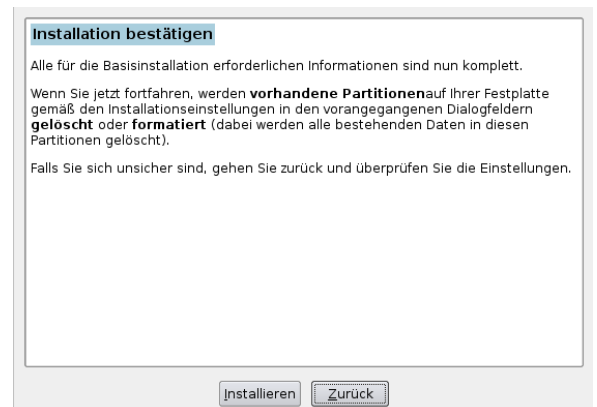 Installation bestätigen
Alle für die Basisinstallation erforderlichen Informationen sind nun komplett.
Wenn Sie jetzt fortfahren, werden vorhandene Partitionenauf Ihrer Festplatte
gemäß den Installationseinstellungen in den vorangegangenen Dialogfeldern
gelöscht oder formatiert (dabei werden alle bestehenden Daten in diesen
Partitionen gelöscht).
Falls Sie sich unsicher sind, gehen Sie zurück und überprüfen Sie die Einstellungen.
Installieren Zurück